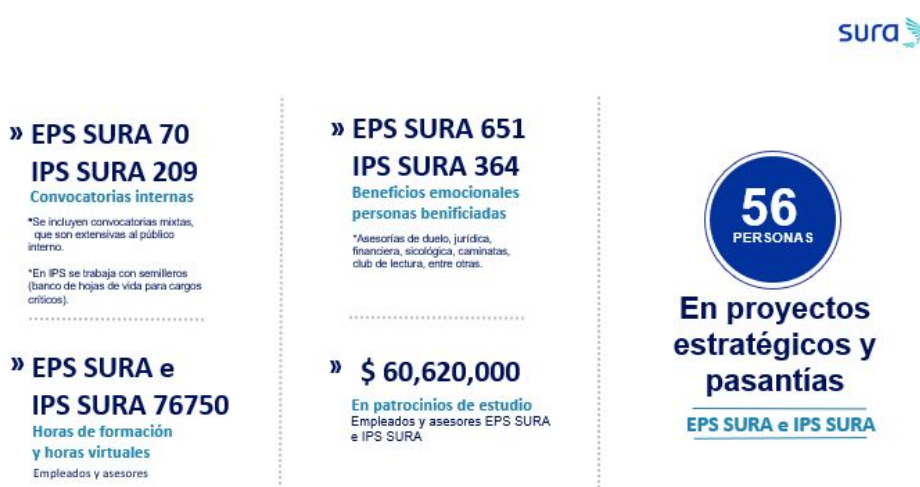 sura
» EPS SURA 70
IPS SURA 209
Convocatorias internas
*Se incluyen convocatorias mixtas,
que son extensivas al público
interno.
*En IPS se trabaja con semilleros
(banco de hojas de vida para cargos
críticos).
» EPS SURA e
IPS SURA 76750
Horas de formación
y horas virtuales
Empleados y asesores
» EPS SURA 651
IPS SURA 364
Beneficios emocionales
personas benificiadas
*Asesorías de duelo, jurídica,
financiera, sicológica, caminatas,
club de lectura, entre otras.
» $ 60,620,000
En patrocinios de estudio
Empleados y asesores EPS SURA
e IPS SURA
56
PERSONAS
En proyectos
estratégicos y
pasantías
EPS SURA e IPS SURA